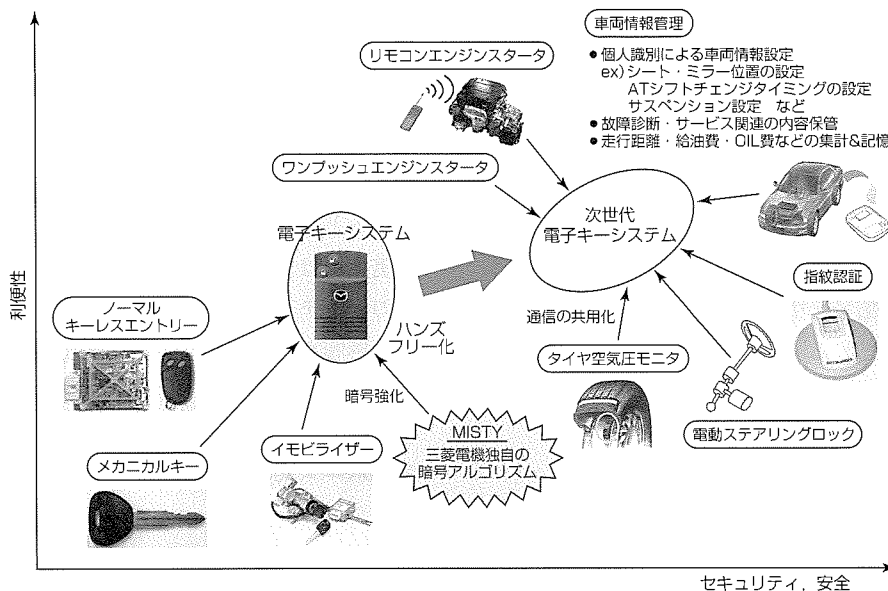 車両情報管理
●個人識別による車両情報設定
ex)シート・ミラー位置の設定
ATシフトチェンジタイミングの設定
サスペンション設定　など
●故障診断・サービス関連の内容保管
●走行距離・給油費・OIL費などの集計&記憶
リモコンエンジンスタータ
ワンプッシュエンジンスタータ
次世代
電子キーシステム
電子キーシステム
ハンズ
フリー化
利便性
ノーマル
キーレスエントリー
指紋認証
通信の共用化
タイヤ空気圧モニタ
暗号強化
電動ステアリングロック
MISTY
三菱電機独自の
暗号アルゴリズム
イモビライザー
メカニカルキー
セキュリティ，安全